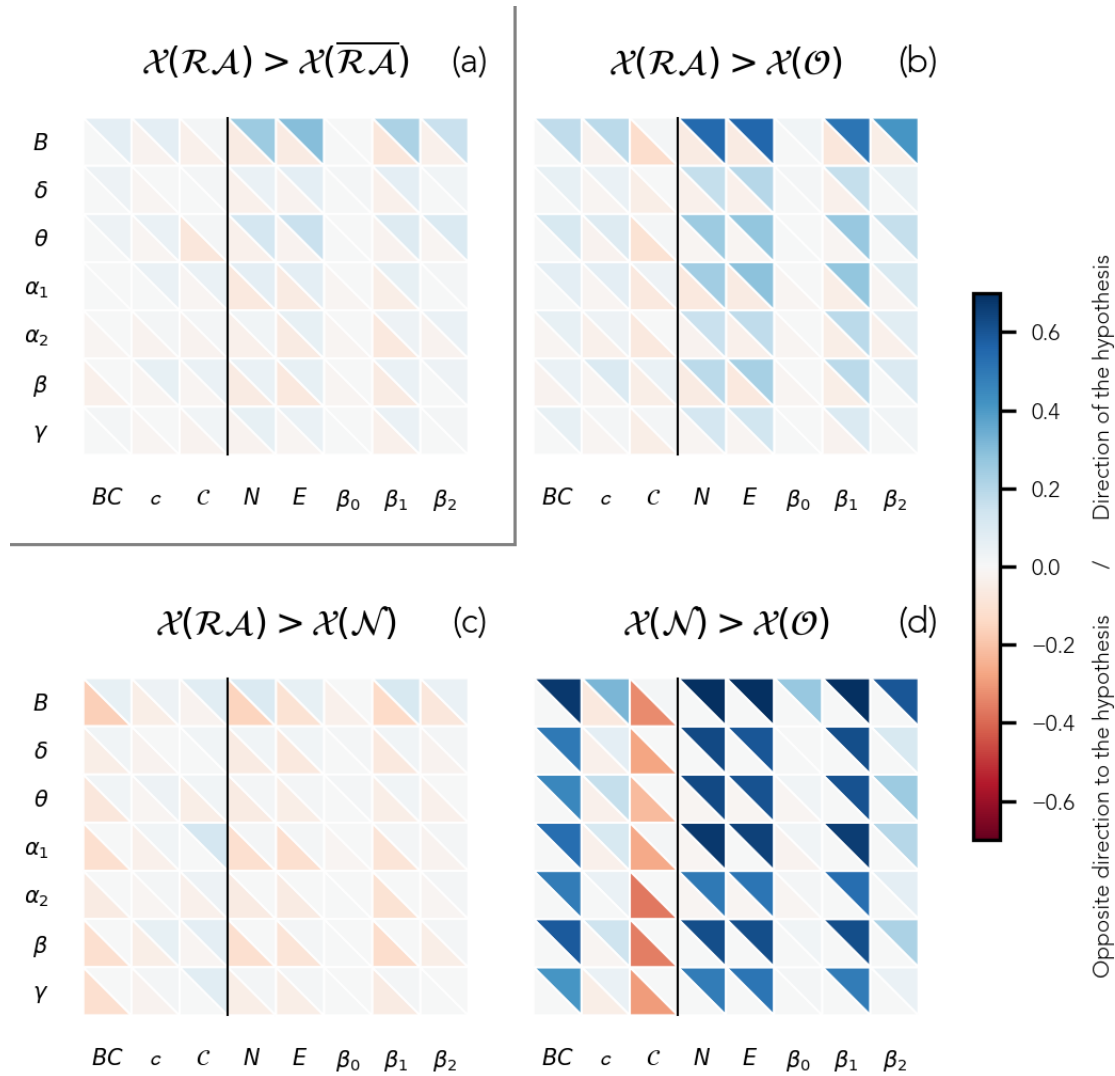 𝒳(ℛ𝒜) > 𝒳(ℛ𝒜̅) (a)
B
δ
θ
α₁
α₂
β
γ
BC 𝒸 𝒞 N E β₀ β₁ β₂
𝒳(ℛ𝒜) > 𝒳(𝒪) (b)
BC 𝒸 𝒞 N E β₀ β₁ β₂
𝒳(ℛ𝒜) > 𝒳(𝒩) (c)
B
δ
θ
α₁
α₂
β
γ
BC 𝒸 𝒞 N E β₀ β₁ β₂
𝒳(𝒩) > 𝒳(𝒪) (d)
BC 𝒸 𝒞 N E β₀ β₁ β₂
0.6
0.4
0.2
0.0
−0.2
−0.4
−0.6
Opposite direction to the hypothesis / Direction of the hypothesis